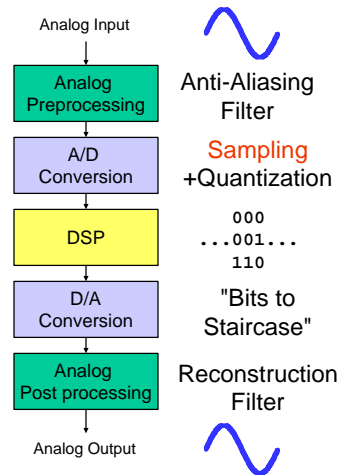 Analog Input
Analog
Preprocessing
Anti-Aliasing
Filter
A/D
Conversion
Sampling
+Quantization
DSP
000
...001...
110
D/A
Conversion
"Bits to
Staircase"
Analog
Post processing
Reconstruction
Filter
Analog Output